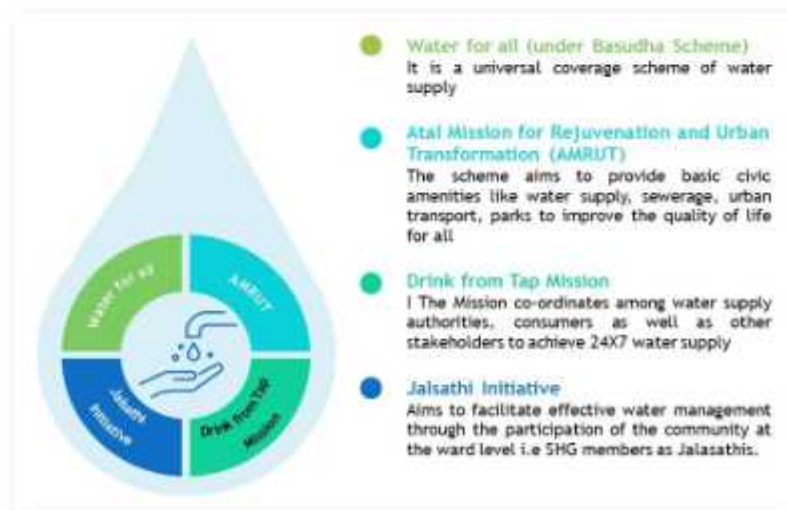 Water for all (under Basudha Scheme)
It is a universal coverage scheme of water
supply
Atal Mission for Rejuvenation and Urban
Transformation (AMRUT)
The scheme aims to provide basic civic
amenities like water supply, sewerage, urban
transport, parks to improve the quality of life
for all
Drink from Tap Mission
I The Mission co-ordinates among water supply
authorities, consumers as well as other
stakeholders to achieve 24X7 water supply
Jalsathi Initiative
Aims to facilitate effective water management
through the participation of the community at
the ward level i.e SHG members as Jalasathis.
Water for all
AMRUT
Jalsathi
Initiative
Drink from Tap
Mission